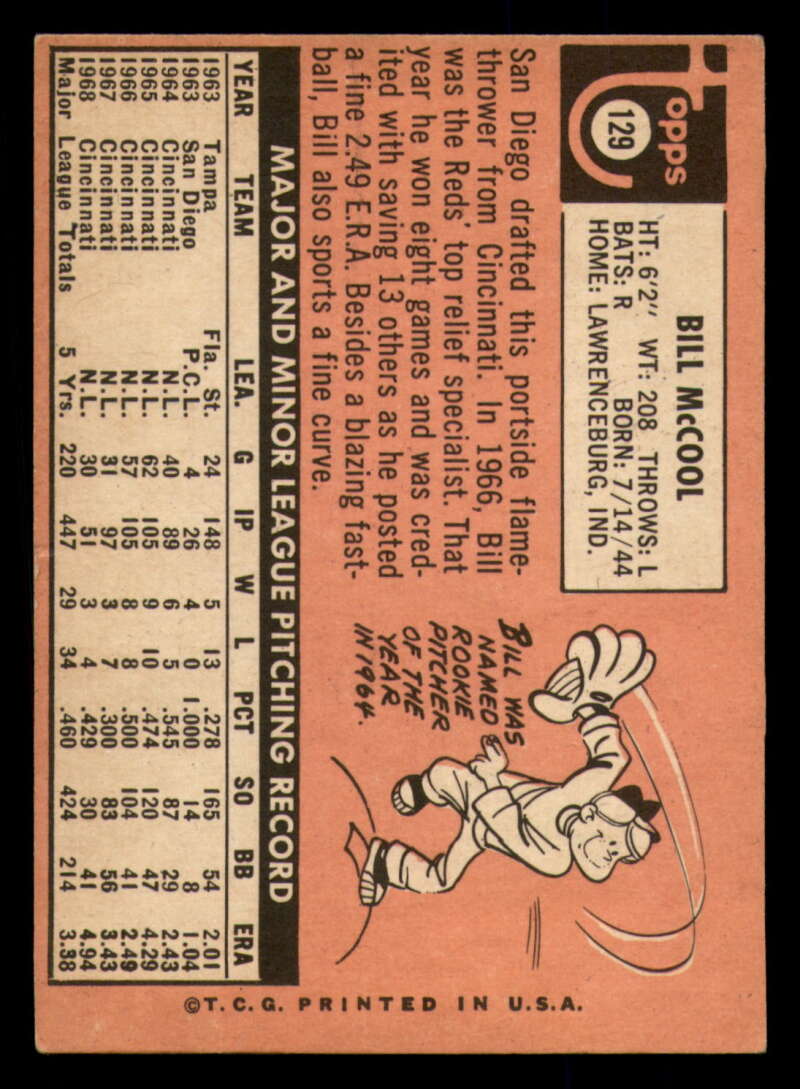 Topps
129
BILL McCOOL
HT: 6'2" WT: 208 THROWS: L
BATS: R BORN: 7/14/44
HOME: LAWRENCEBURG, IND.
San Diego drafted this portside flame-
thrower from Cincinnati. In 1966, Bill
was the Reds' top relief specialist. That
year he won eight games and was cred-
ited with saving 13 others as he posted
a fine 2.49 E.R.A. Besides a blazing fast-
ball, Bill also sports a fine curve.
BILL WAS
NAMED
ROOKIE
PITCHER
OF THE
YEAR
IN 1964.
MAJOR AND MINOR LEAGUE PITCHING RECORD
YEAR TEAM LEA. G IP W L PCT SO BB ERA
1963 Tampa Fla. St. 24 148 5 13 .278 165 54 2.01
1963 San Diego P.C.L. 4 26 4 0 1.000 14 8 1.04
1964 Cincinnati N.L. 40 89 6 5 .545 87 29 2.43
1965 Cincinnati N.L. 62 105 9 10 .474 120 47 4.29
1966 Cincinnati N.L. 57 105 8 8 .500 104 41 2.49
1967 Cincinnati N.L. 31 97 3 7 .300 83 56 3.43
1968 Cincinnati N.L. 30 51 3 4 .429 30 41 4.94
Major League Totals 5 Yrs. 220 447 29 34 .460 424 214 3.38
©T.C.G. PRINTED IN U.S.A.